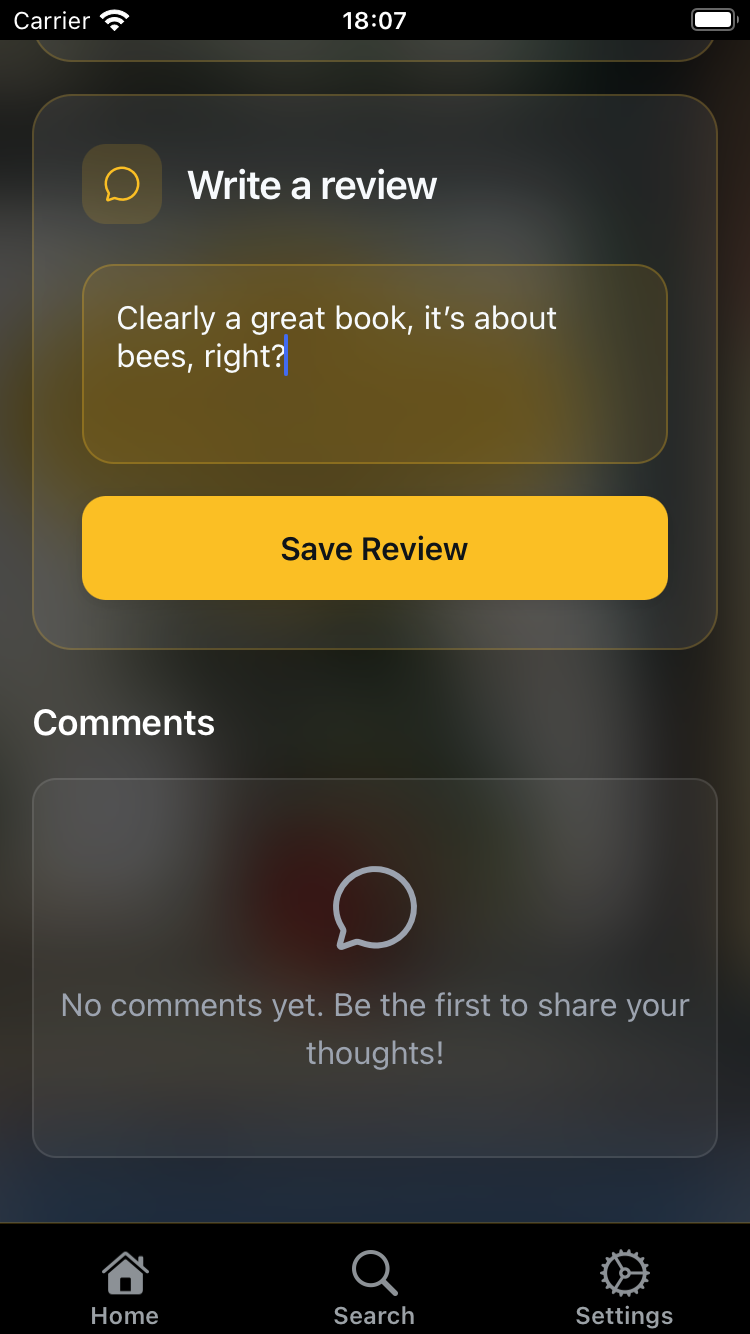 Carrier 18:07
Write a review
Clearly a great book, it’s about
bees, right?
Save Review
Comments
No comments yet. Be the first to share your
thoughts!
Home Search Settings